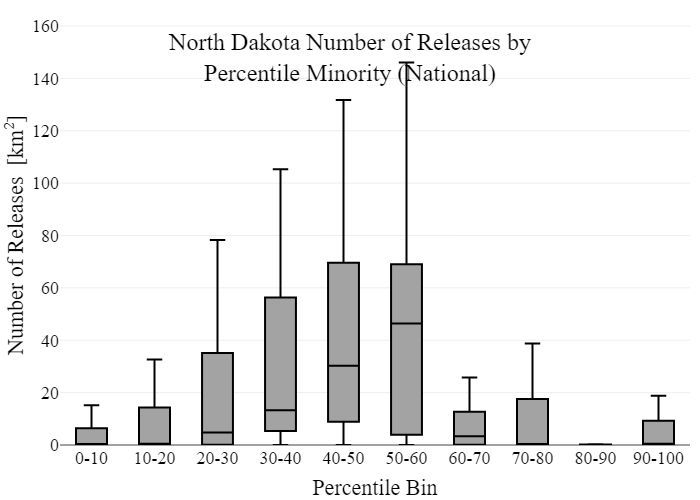 North Dakota Number of Releases by
Percentile Minority (National)
Number of Releases [km²]
160
140
120
100
80
60
40
20
0
0-10 10-20 20-30 30-40 40-50 50-60 60-70 70-80 80-90 90-100
Percentile Bin